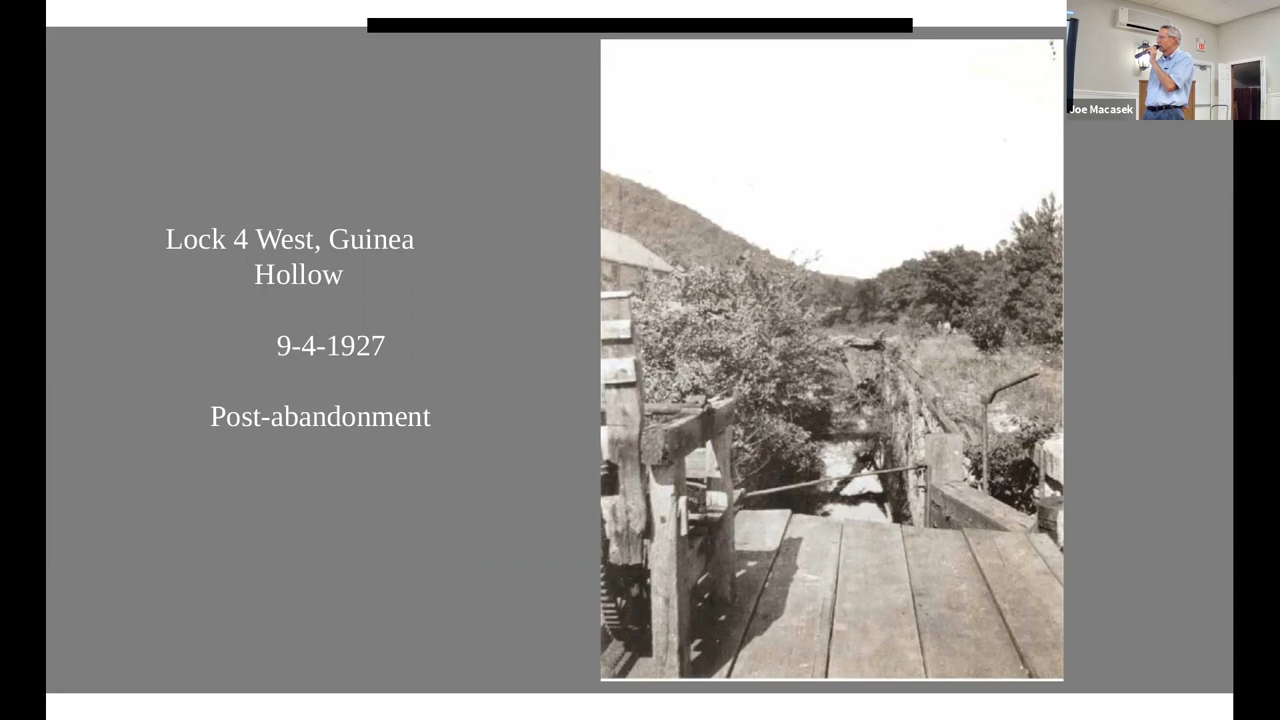 Lock 4 West, Guinea
Hollow
9-4-1927
Post-abandonment
Joe Macasek